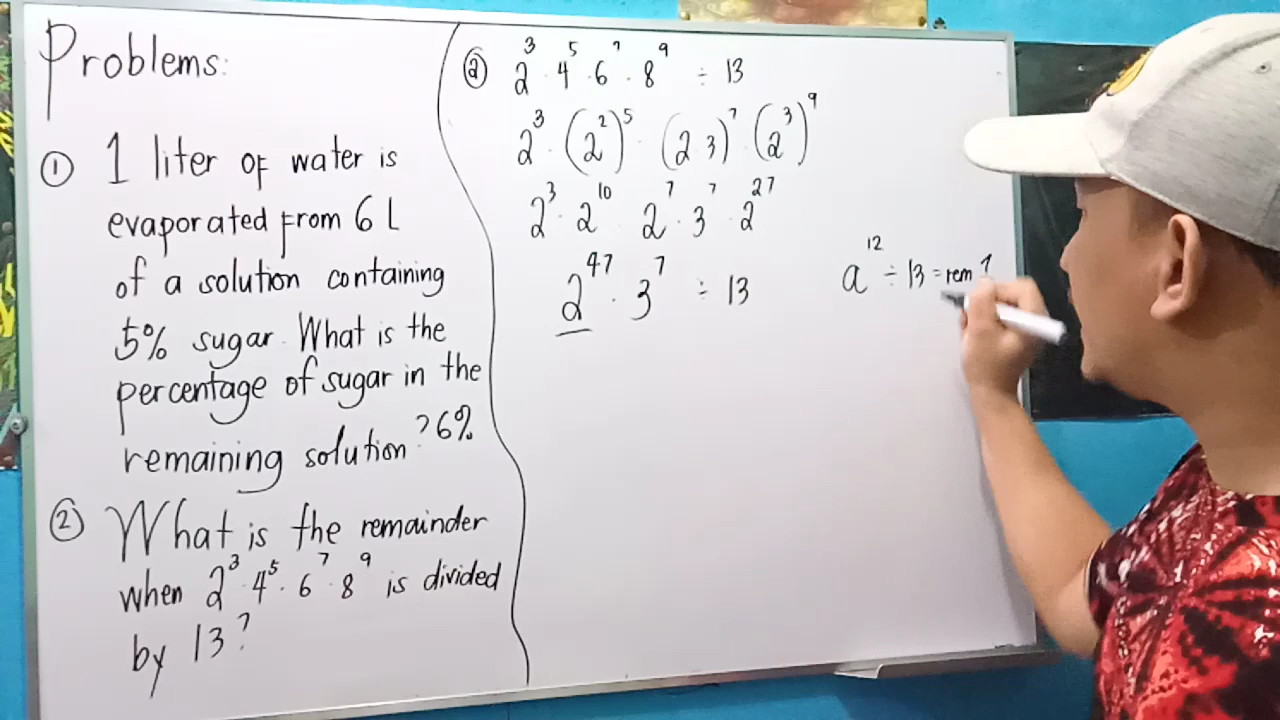 Problems:
① 1 liter of water is
evaporated from 6 L
of a solution containing
5% sugar. What is the
percentage of sugar in the
remaining solution? 6%
② What is the remainder
when 2³·4⁵·6⁷·8⁹ is divided
by 13?
② 2³·4⁵·6⁷·8⁹ ÷ 13
2³·(2²)⁵·(2·3)⁷·(2³)⁹
2³·2¹⁰·2⁷·3⁷·2²⁷
2⁴⁷·3⁷ ÷ 13
a¹² ÷ 13 = rem 1